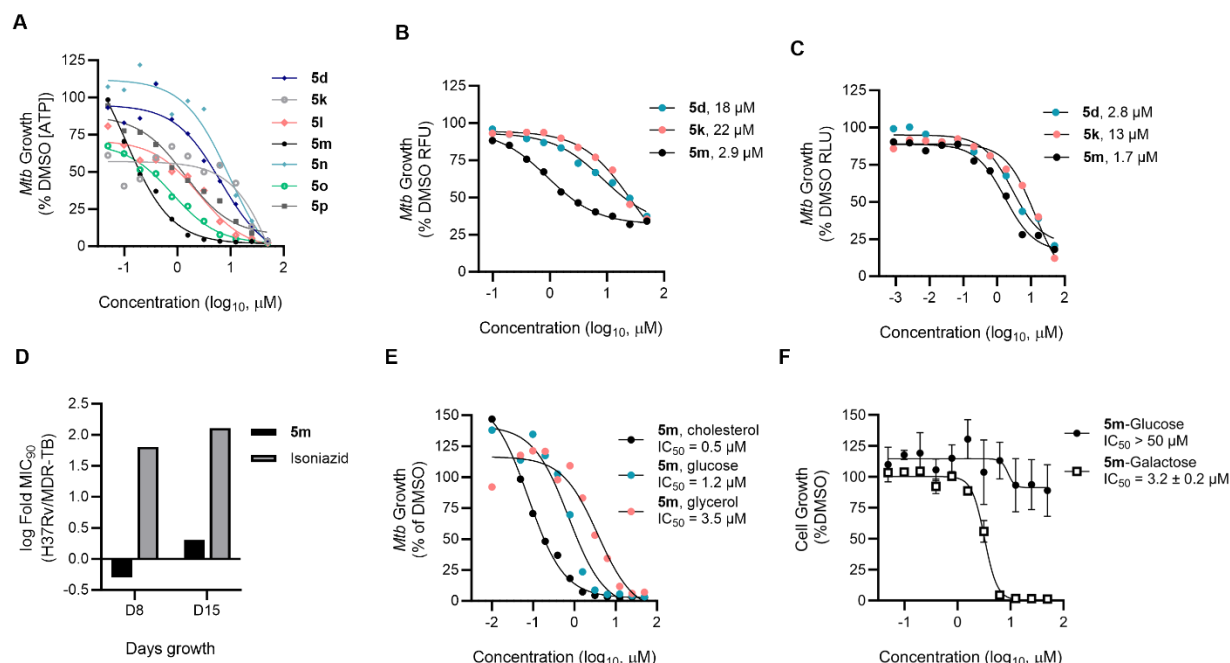 A
Mtb Growth
(% DMSO [ATP])
125
100
75
50
25
0
-1 0 1 2
Concentration (log10, μM)
5d
5k
5l
5m
5n
5o
5p
B
Mtb Growth
(% DMSO RFU)
125
100
75
50
25
0
-1 0 1 2
Concentration (log10, μM)
5d, 18 μM
5k, 22 μM
5m, 2.9 μM
C
Mtb Growth
(% DMSO RLU)
125
100
75
50
25
0
-3 -2 -1 0 1 2
Concentration (log10, μM)
5d, 2.8 μM
5k, 13 μM
5m, 1.7 μM
D
log Fold MIC90
(H37Rv/MDR-TB)
2.5
2.0
1.5
1.0
0.5
0.0
-0.5
D8 D15
Days growth
5m
Isoniazid
E
Mtb Growth
(% of DMSO)
150
125
100
75
50
25
0
-2 -1 0 1 2
Concentration (log10, μM)
5m, cholesterol
IC50 = 0.5 μM
5m, glucose
IC50 = 1.2 μM
5m, glycerol
IC50 = 3.5 μM
F
Cell Growth
(%DMSO)
150
125
100
75
50
25
0
-1 0 1 2
Concentration (log10, μM)
5m-Glucose
IC50 > 50 μM
5m-Galactose
IC50 = 3.2 ± 0.2 μM